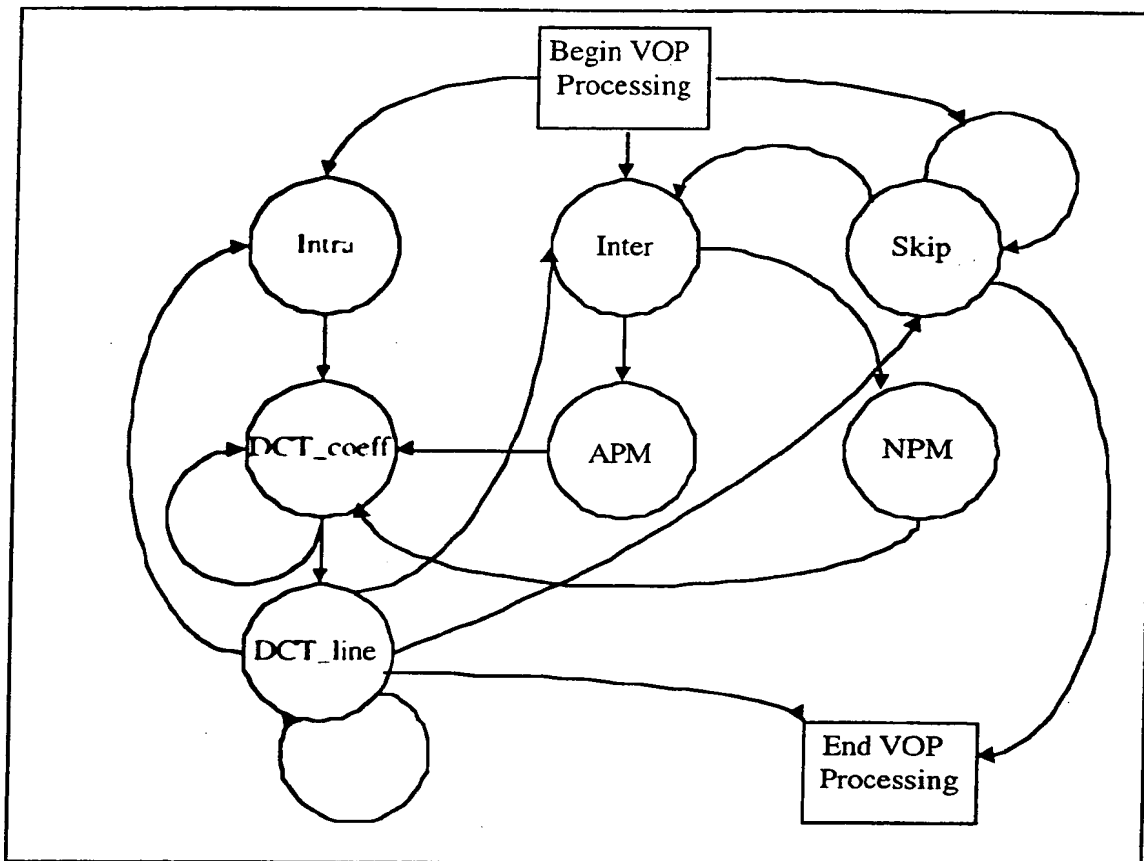 Begin VOP
Processing
Intra
Inter
Skip
DCT_coeff
APM
NPM
DCT_line
End VOP
Processing